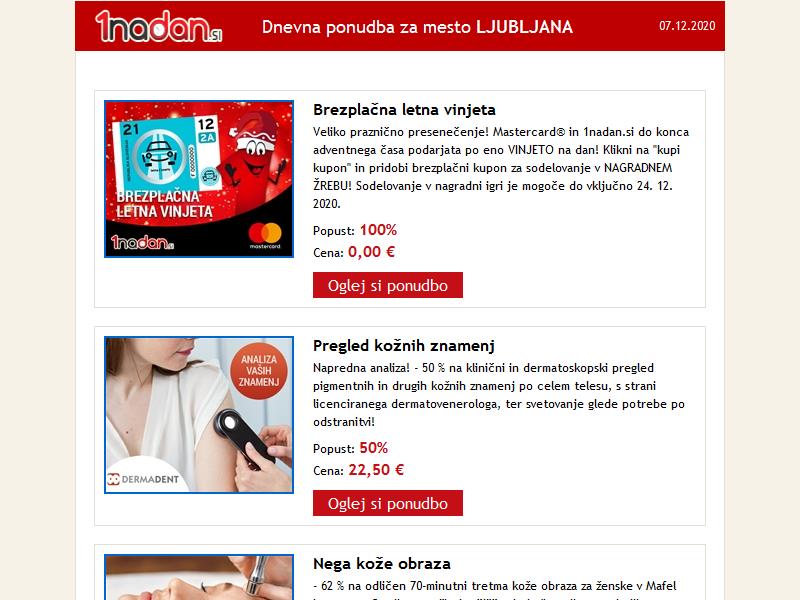 1nadan.si
Dnevna ponudba za mesto LJUBLJANA
07.12.2020
21
12
2A
BREZPLAČNA
LETNA VINJETA
1nadan.si
mastercard.
Brezplačna letna vinjeta
Veliko praznično presenečenje! Mastercard® in 1nadan.si do konca
adventnega časa podarjata po eno VINJETO na dan! Klikni na "kupi
kupon" in pridobi brezplačni kupon za sodelovanje v NAGRADNEM
ŽREBU! Sodelovanje v nagradni igri je mogoče do vključno 24. 12.
2020.
Popust: 100%
Cena: 0,00 €
Oglej si ponudbo
ANALIZA
VAŠIH
ZNAMENJ
DERMADENT
Pregled kožnih znamenj
Napredna analiza! - 50 % na klinični in dermatoskopski pregled
pigmentnih in drugih kožnih znamenj po celem telesu, s strani
licenciranega dermatovenerologa, ter svetovanje glede potrebe po
odstranitvi!
Popust: 50%
Cena: 22,50 €
Oglej si ponudbo
Nega kože obraza
- 62 % na odličen 70-minutni tretma kože obraza za ženske v Mafel